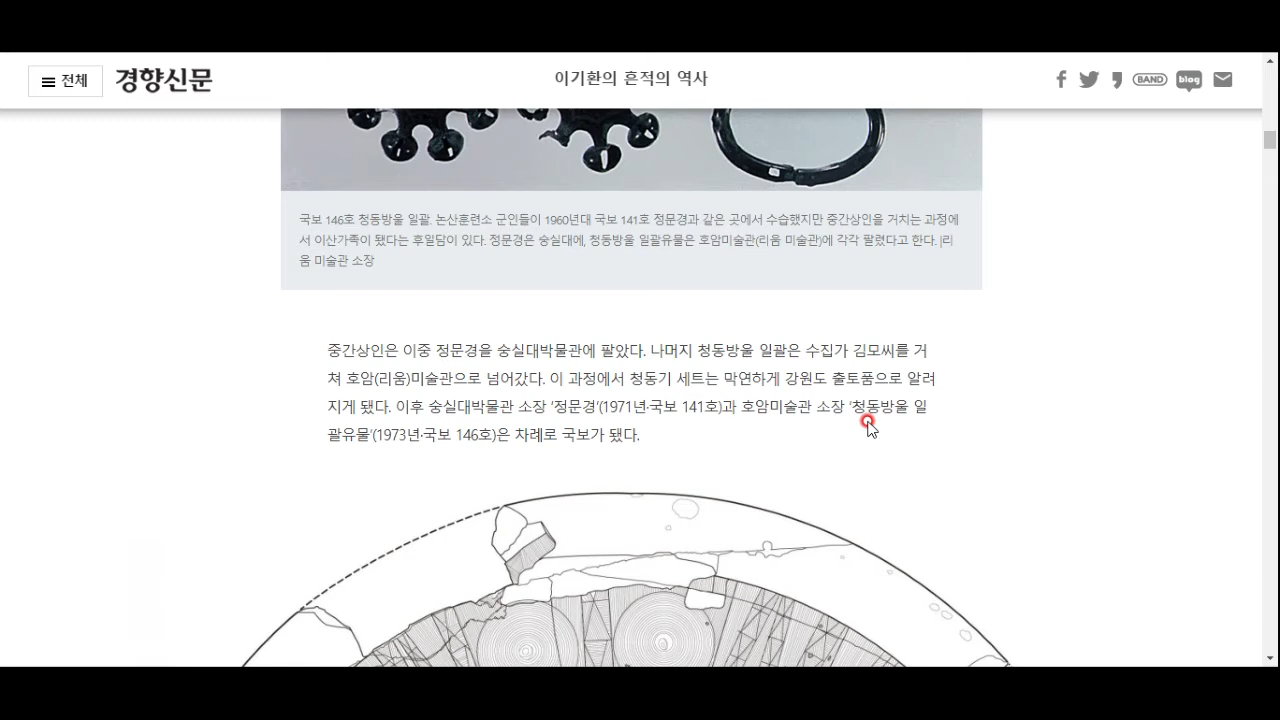 전체
경향신문
이기환의 흔적의 역사
BAND
blog
국보 146호 청동방울 일괄. 논산훈련소 군인들이 1960년대 국보 141호 정문경과 같은 곳에서 수습했지만 중간상인을 거치는 과정에
서 이산가족이 됐다는 후일담이 있다. 정문경은 숭실대에, 청동방울 일괄유물은 호암미술관(리움 미술관)에 각각 팔렸다고 한다. |리
움 미술관 소장
중간상인은 이중 정문경을 숭실대박물관에 팔았다. 나머지 청동방울 일괄은 수집가 김모씨를 거
쳐 호암(리움)미술관으로 넘어갔다. 이 과정에서 청동기 세트는 막연하게 강원도 출토품으로 알려
지게 됐다. 이후 숭실대박물관 소장 ‘정문경’(1971년·국보 141호)과 호암미술관 소장 ‘청동방울 일
괄유물’(1973년·국보 146호)은 차례로 국보가 됐다.